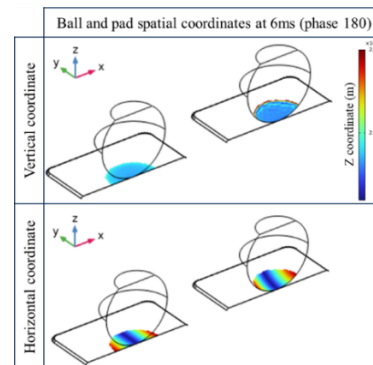 Ball and pad spatial coordinates at 6ms (phase 180)
Vertical coordinate
z
y
x
z
y
x
Z coordinate (m)
Horizontal coordinate
z
y
x
z
y
x